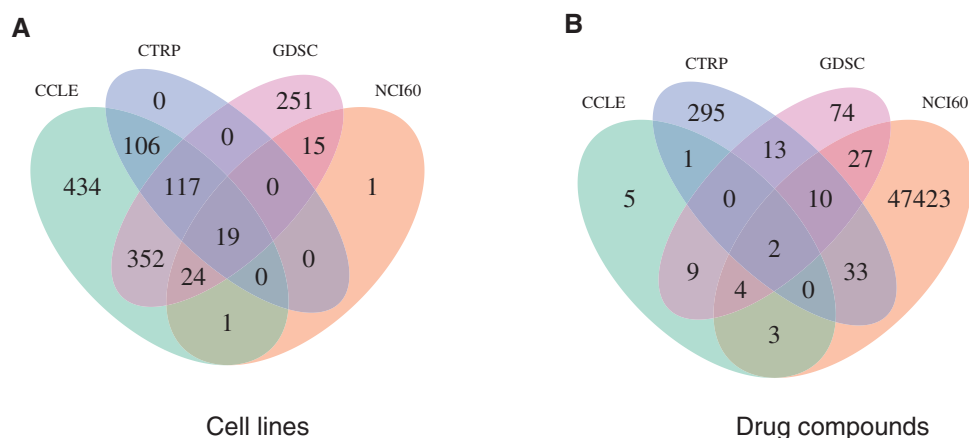 A
B
CTRP
GDSC
CCLE
NCI60
0
251
106
0
15
434
117
0
1
352
19
24
0
0
1
Cell lines
CTRP
GDSC
CCLE
NCI60
295
74
1
13
27
5
0
10
47423
9
2
4
0
33
3
Drug compounds